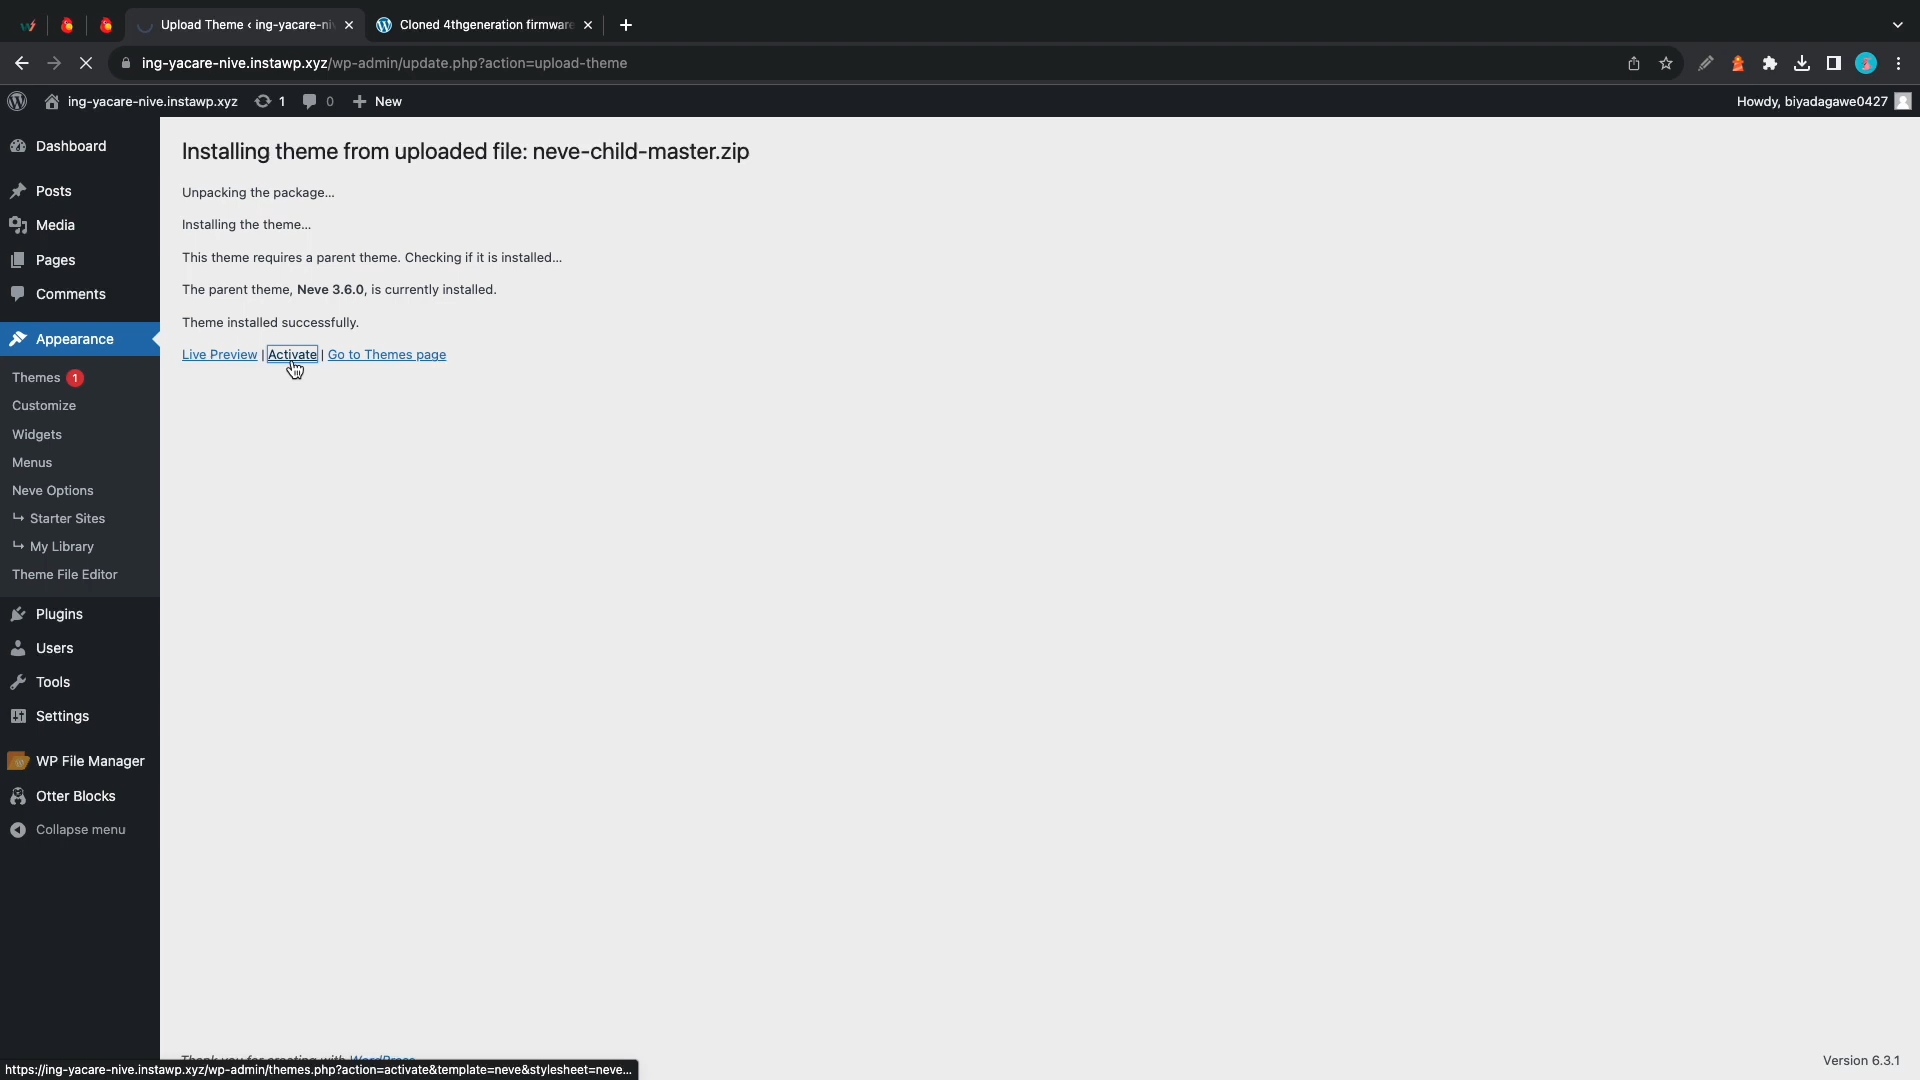 Upload Theme ‹ ing-yacare-ni
Cloned 4thgeneration firmware
ing-yacare-nive.instawp.xyz/wp-admin/update.php?action=upload-theme
ing-yacare-nive.instawp.xyz
1
0
New
Howdy, biyadagawe0427
Dashboard
Posts
Media
Pages
Comments
Appearance
Themes 1
Customize
Widgets
Menus
Neve Options
Starter Sites
My Library
Theme File Editor
Plugins
Users
Tools
Settings
WP File Manager
Otter Blocks
Collapse menu
Installing theme from uploaded file: neve-child-master.zip
Unpacking the package...
Installing the theme...
This theme requires a parent theme. Checking if it is installed...
The parent theme, Neve 3.6.0, is currently installed.
Theme installed successfully.
Live Preview | Activate | Go to Themes page
Thank you for creating with WordPress.
Version 6.3.1
https://ing-yacare-nive.instawp.xyz/wp-admin/themes.php?action=activate&template=neve&stylesheet=neve...